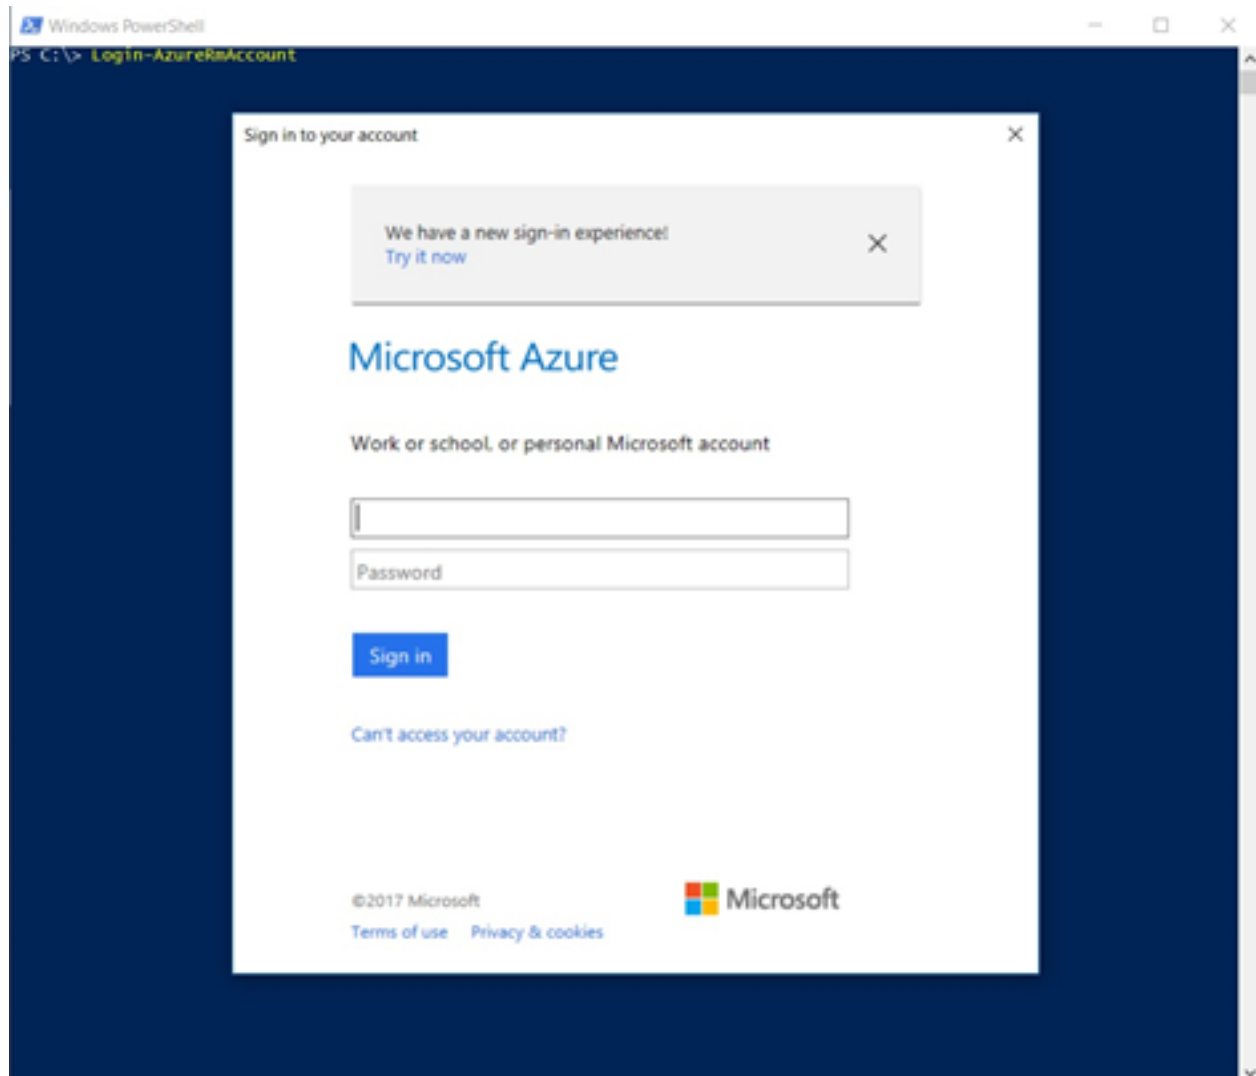 Windows PowerShell
PS C:\> Login-AzureRmAccount
Sign in to your account
We have a new sign-in experience!
Try it now
Microsoft Azure
Work or school, or personal Microsoft account
Password
Sign in
Can't access your account?
©2017 Microsoft
Microsoft
Terms of use Privacy & cookies